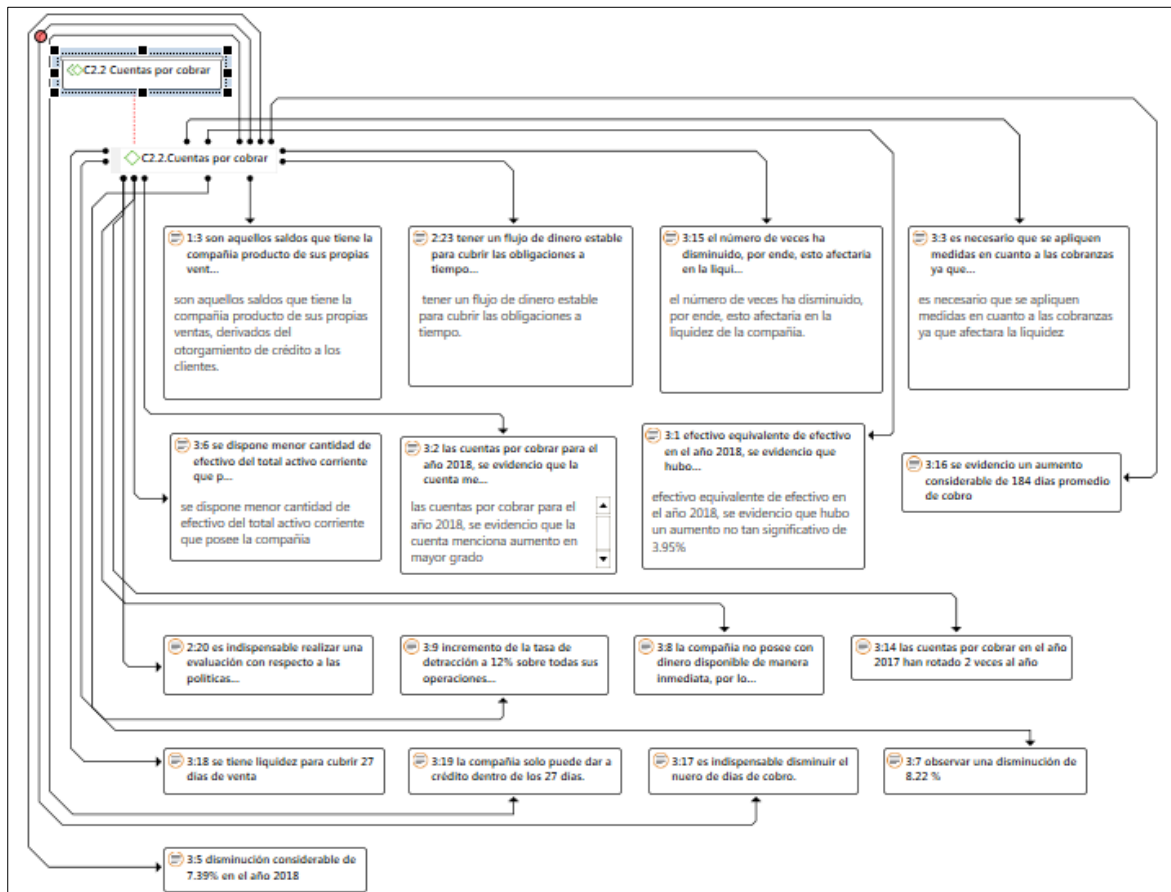 C2.2 Cuentas por cobrar
C2.2.Cuentas por cobrar
1:3 son aquellos saldos que tiene la
compañia producto de sus propias
vent...
son aquellos saldos que tiene la
compañia producto de sus propias
ventas, derivados del
otorgamiento de crédito a los
clientes.
2:23 tener un flujo de dinero estable
para cubrir las obligaciones a
tiempo...
tener un flujo de dinero estable
para cubrir las obligaciones a
tiempo.
3:15 el número de veces ha
disminuido, por ende, esto afectaria
en la liqui...
el número de veces ha disminuido,
por ende, esto afectaria en la
liquidez de la compañia.
3:3 es necesario que se apliquen
medidas en cuanto a las cobranzas
ya que...
es necesario que se apliquen
medidas en cuanto a las cobranzas
ya que afectara la liquidez
3:6 se dispone menor cantidad de
efectivo del total activo corriente
que p...
se dispone menor cantidad de
efectivo del total activo corriente
que posee la compañia
3:2 las cuentas por cobrar para el
año 2018, se evidencio que la
cuenta me...
las cuentas por cobrar para el
año 2018, se evidencio que la
cuenta menciona aumento en
mayor grado
3:1 efectivo equivalente de efectivo
en el año 2018, se evidencio que
hubo...
efectivo equivalente de efectivo en
el año 2018, se evidencio que hubo
un aumento no tan significativo de
3.95%
3:16 se evidencio un aumento
considerable de 184 dias promedio
de cobro
2:20 es indispensable realizar una
evaluación con respecto a las
politicas...
3:9 incremento de la tasa de
detracción a 12% sobre todas sus
operaciones...
3:8 la compañia no posee con
dinero disponible de manera
inmediata, por lo...
3:14 las cuentas por cobrar en el año
2017 han rotado 2 veces al año
3:18 se tiene liquidez para cubrir 27
dias de venta
3:19 la compañia solo puede dar a
crédito dentro de los 27 dias.
3:17 es indispensable disminuir el
nuero de dias de cobro.
3:7 observar una disminución de
8.22 %
3:5 disminución considerable de
7.39% en el año 2018